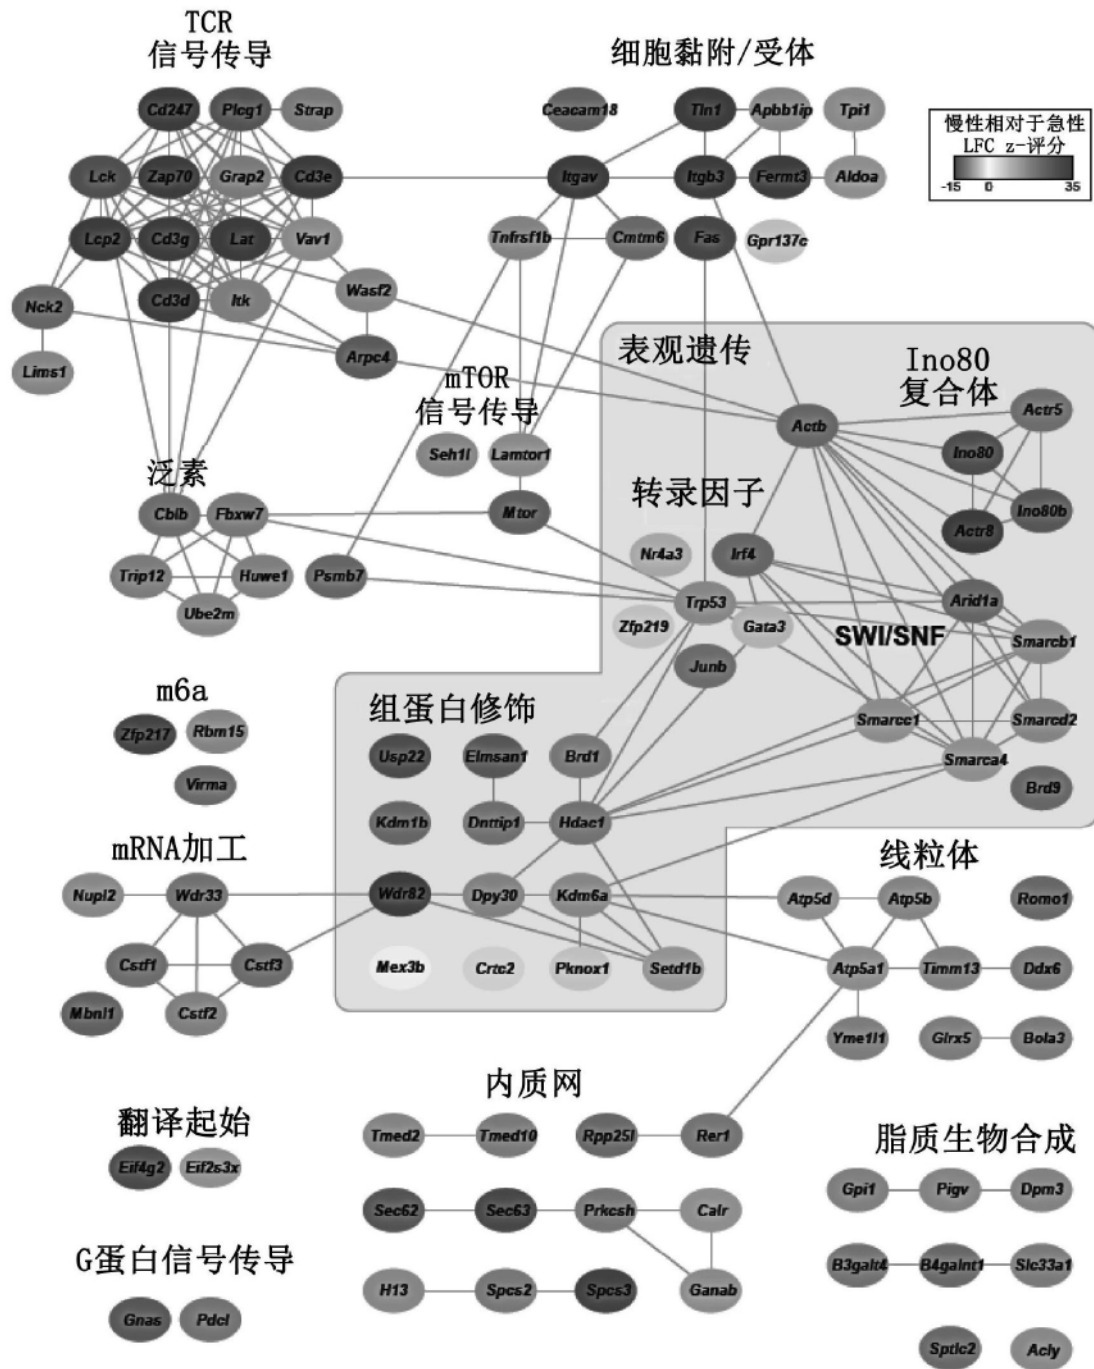 TCR
信号传导
细胞黏附/受体
慢性相对于急性
LFC z-评分
-15 0 35
Cd247 Plcg1 Strap
Ceacam18 Tln1 Apbb1ip Tpi1
Lck Zap70 Grap2 Cd3e
Itgav Itgb3 Fermt3 Aldoa
Lcp2 Cd3g Lat Vav1
Tnfrsf1b Cmtm6 Fas Gpr137c
Nck2 Cd3d Itk Wasf2
Lims1 Arpc4
表观遗传
Ino80
复合体
mTOR
信号传导
Actb Actr5
Seh1l Lamtor1 Ino80
泛素
转录因子
Cblb Fbxw7 Mtor Ino80b
Actr8
Nr4a3 Irf4
Trip12 Huwe1 Psmb7
Ube2m
Trp53 Arid1a
Zfp219 Gata3 SWI/SNF Smarcb1
Junb
m6a
组蛋白修饰
Smarcc1 Smarcd2
Zfp217 Rbm15
Usp22 Elmsan1 Brd1 Smarca4
Virma
Brd9
Kdm1b Dnttip1 Hdac1
mRNA加工
线粒体
Nupl2 Wdr33 Wdr82 Dpy30 Kdm6a Atp5d Atp5b Romo1
Cstf1 Cstf3 Mex3b Crtc2 Pknox1 Setd1b Atp5a1 Timm13 Ddx6
Mbnl1 Cstf2
Yme1l1 Glrx5 Bola3
内质网
翻译起始
Tmed2 Tmed10 Rpp25l Rer1
脂质生物合成
Eif4g2 Eif2s3x
Gpi1 Pigv Dpm3
Sec62 Sec63 Prkcsh Calr
G蛋白信号传导
B3galt4 B4galnt1 Slc33a1
H13 Spcs2 Spcs3 Ganab
Gnas Pdcl
Sptlc2 Acly